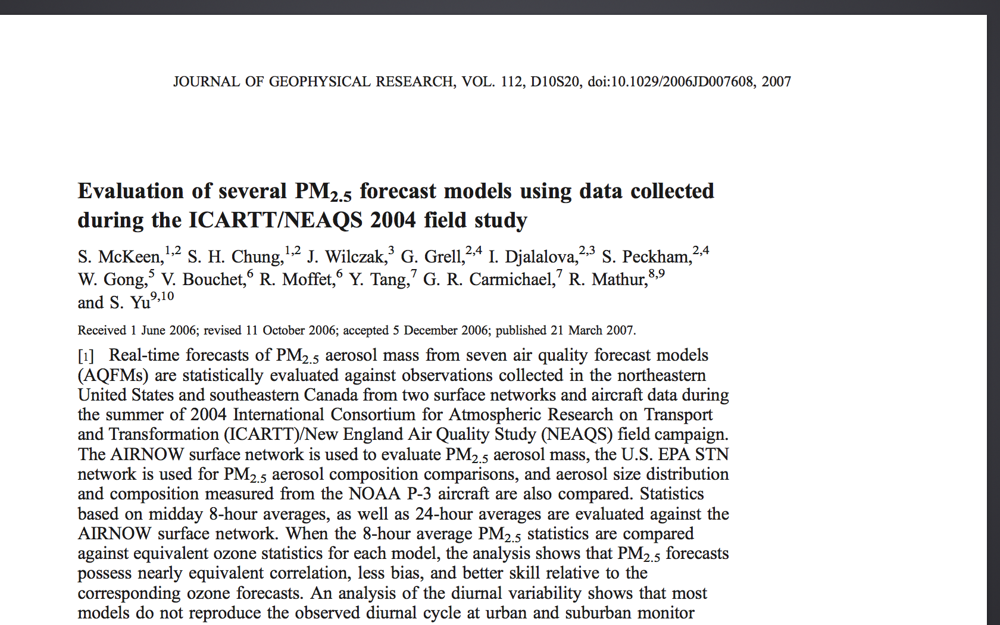 JOURNAL OF GEOPHYSICAL RESEARCH, VOL. 112, D10S20, doi:10.1029/2006JD007608, 2007
Evaluation of several PM2.5 forecast models using data collected
during the ICARTT/NEAQS 2004 field study
S. McKeen,1,2 S. H. Chung,1,2 J. Wilczak,3 G. Grell,2,4 I. Djalalova,2,3 S. Peckham,2,4
W. Gong,5 V. Bouchet,6 R. Moffet,6 Y. Tang,7 G. R. Carmichael,7 R. Mathur,8,9
and S. Yu9,10
Received 1 June 2006; revised 11 October 2006; accepted 5 December 2006; published 21 March 2007.
[1] Real-time forecasts of PM2.5 aerosol mass from seven air quality forecast models
(AQFMs) are statistically evaluated against observations collected in the northeastern
United States and southeastern Canada from two surface networks and aircraft data during
the summer of 2004 International Consortium for Atmospheric Research on Transport
and Transformation (ICARTT)/New England Air Quality Study (NEAQS) field campaign.
The AIRNOW surface network is used to evaluate PM2.5 aerosol mass, the U.S. EPA STN
network is used for PM2.5 aerosol composition comparisons, and aerosol size distribution
and composition measured from the NOAA P-3 aircraft are also compared. Statistics
based on midday 8-hour averages, as well as 24-hour averages are evaluated against the
AIRNOW surface network. When the 8-hour average PM2.5 statistics are compared
against equivalent ozone statistics for each model, the analysis shows that PM2.5 forecasts
possess nearly equivalent correlation, less bias, and better skill relative to the
corresponding ozone forecasts. An analysis of the diurnal variability shows that most
models do not reproduce the observed diurnal cycle at urban and suburban monitor